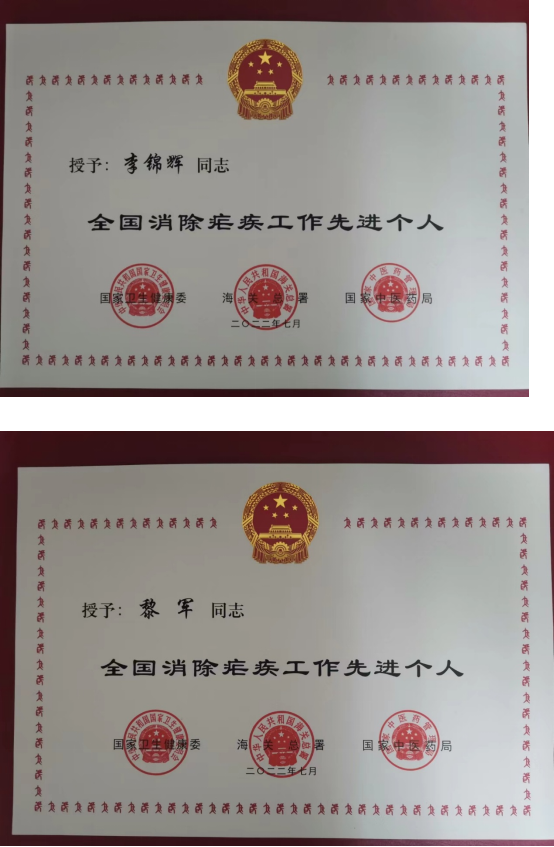 授予：李锦辉 同志
全国消除疟疾工作先进个人
国家卫生健康委 海关总署 国家中医药局
二〇二二年七月
授予：黎军 同志
全国消除疟疾工作先进个人
国家卫生健康委 海关总署 国家中医药局
二〇二二年七月